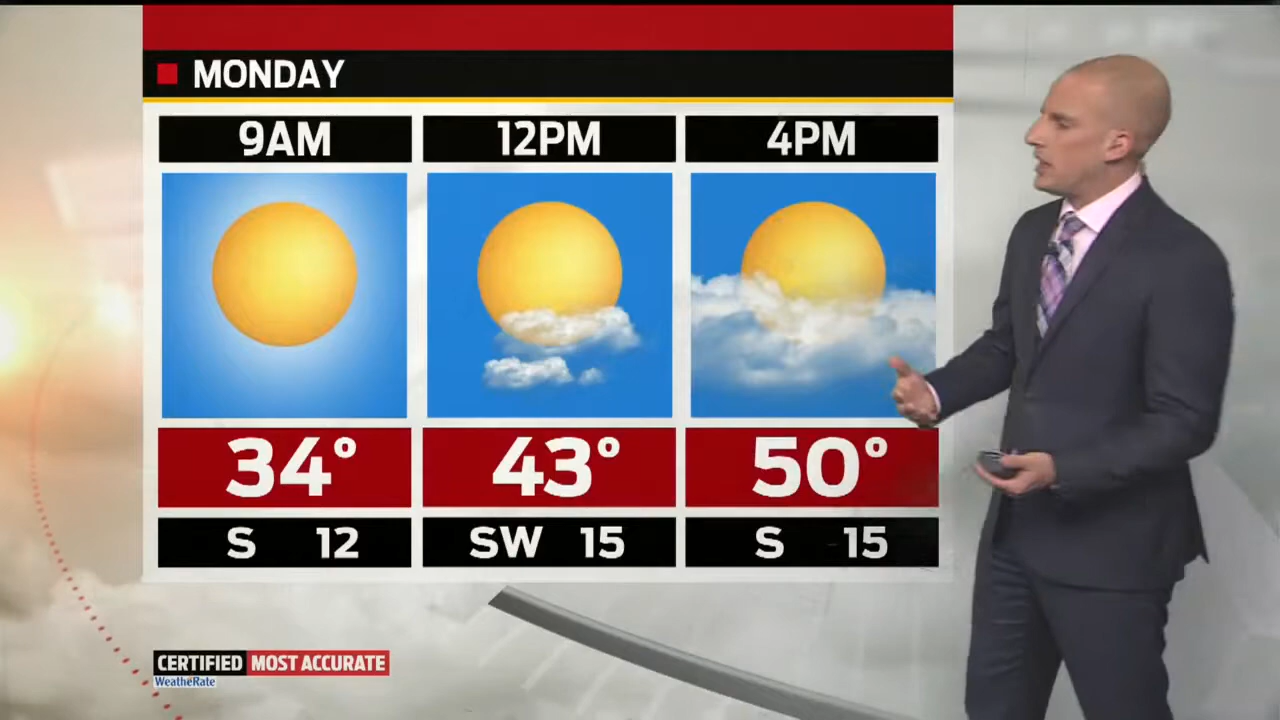 MONDAY
9AM 12PM 4PM
34° 43° 50°
S 12 SW 15 S 15
CERTIFIED MOST ACCURATE
WeatheRate